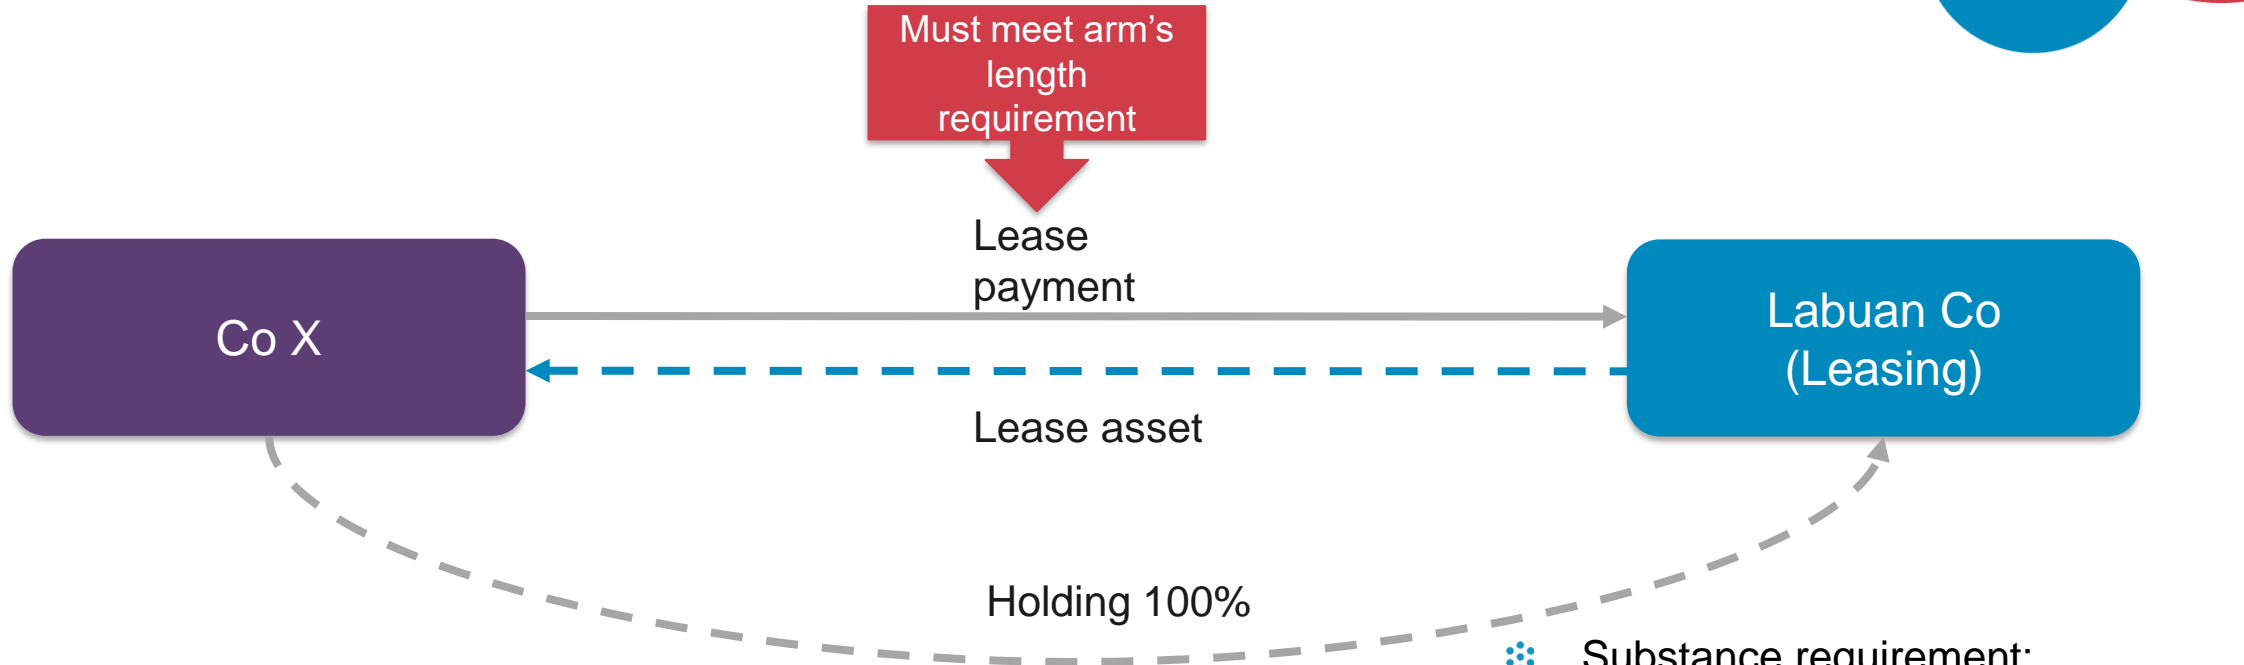 Must meet arm's
length
requirement
Lease
payment
Co X
Labuan Co
(Leasing)
Lease asset
Holding 100%
Substance requirement: